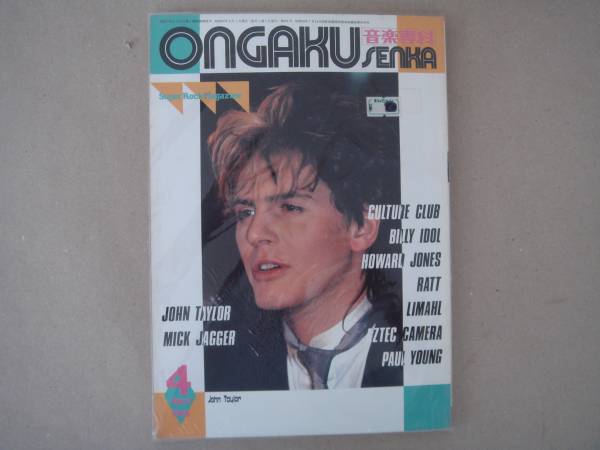 ONGAKU
音楽専科
SENKA
Super Rock Magazine
CULTURE CLUB
BILLY IDOL
HOWARD JONES
RATT
LIMAHL
AZTEC CAMERA
PAUL YOUNG
JOHN TAYLOR
MICK JAGGER
4
John Taylor